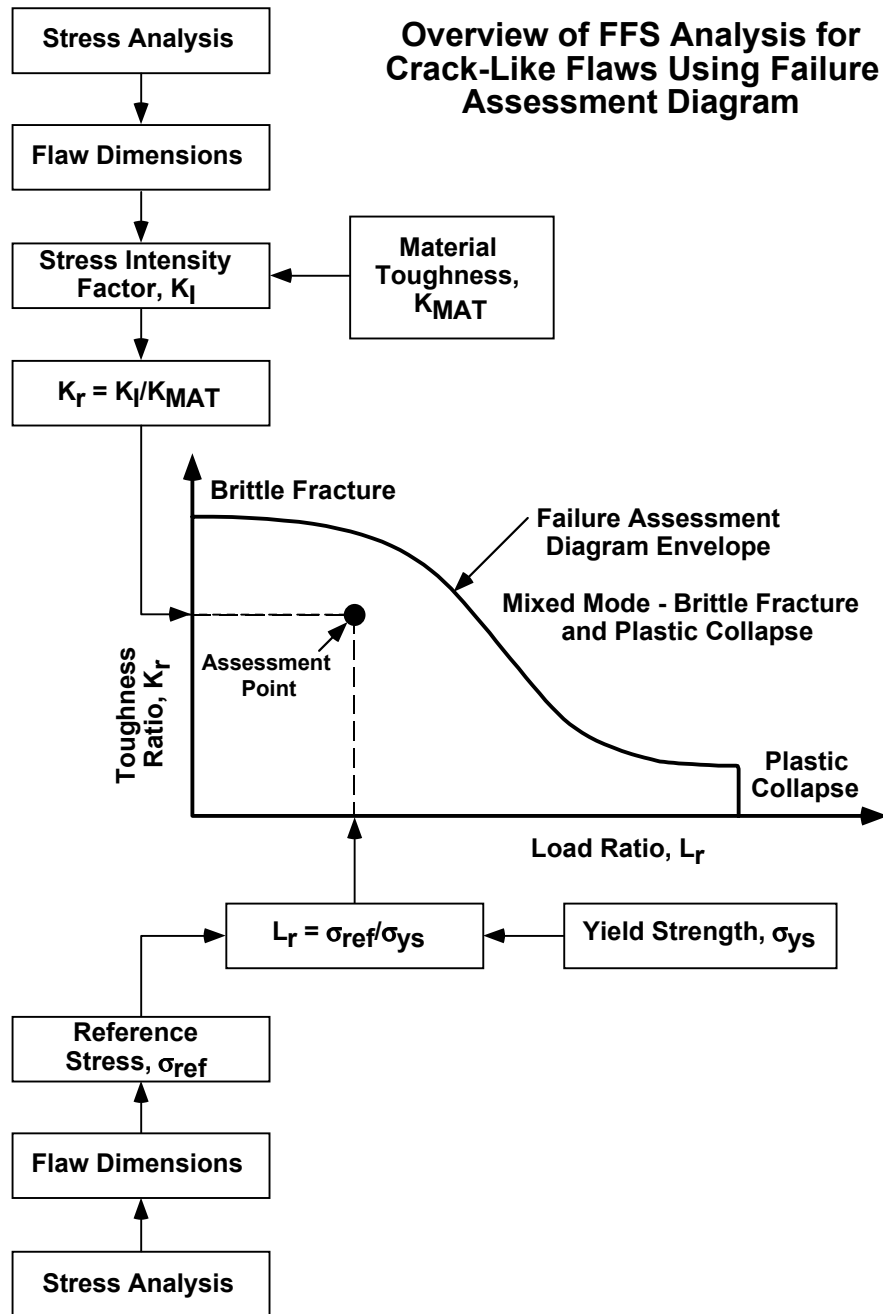 Overview of FFS Analysis for
Crack-Like Flaws Using Failure
Assessment Diagram
Stress Analysis
Flaw Dimensions
Stress Intensity
Factor, KI
Material
Toughness,
KMAT
Kr = KI/KMAT
Brittle Fracture
Failure Assessment
Diagram Envelope
Mixed Mode - Brittle Fracture
and Plastic Collapse
Assessment
Point
Toughness
Ratio, Kr
Plastic
Collapse
Load Ratio, Lr
Lr = σref/σys
Yield Strength, σys
Reference
Stress, σref
Flaw Dimensions
Stress Analysis